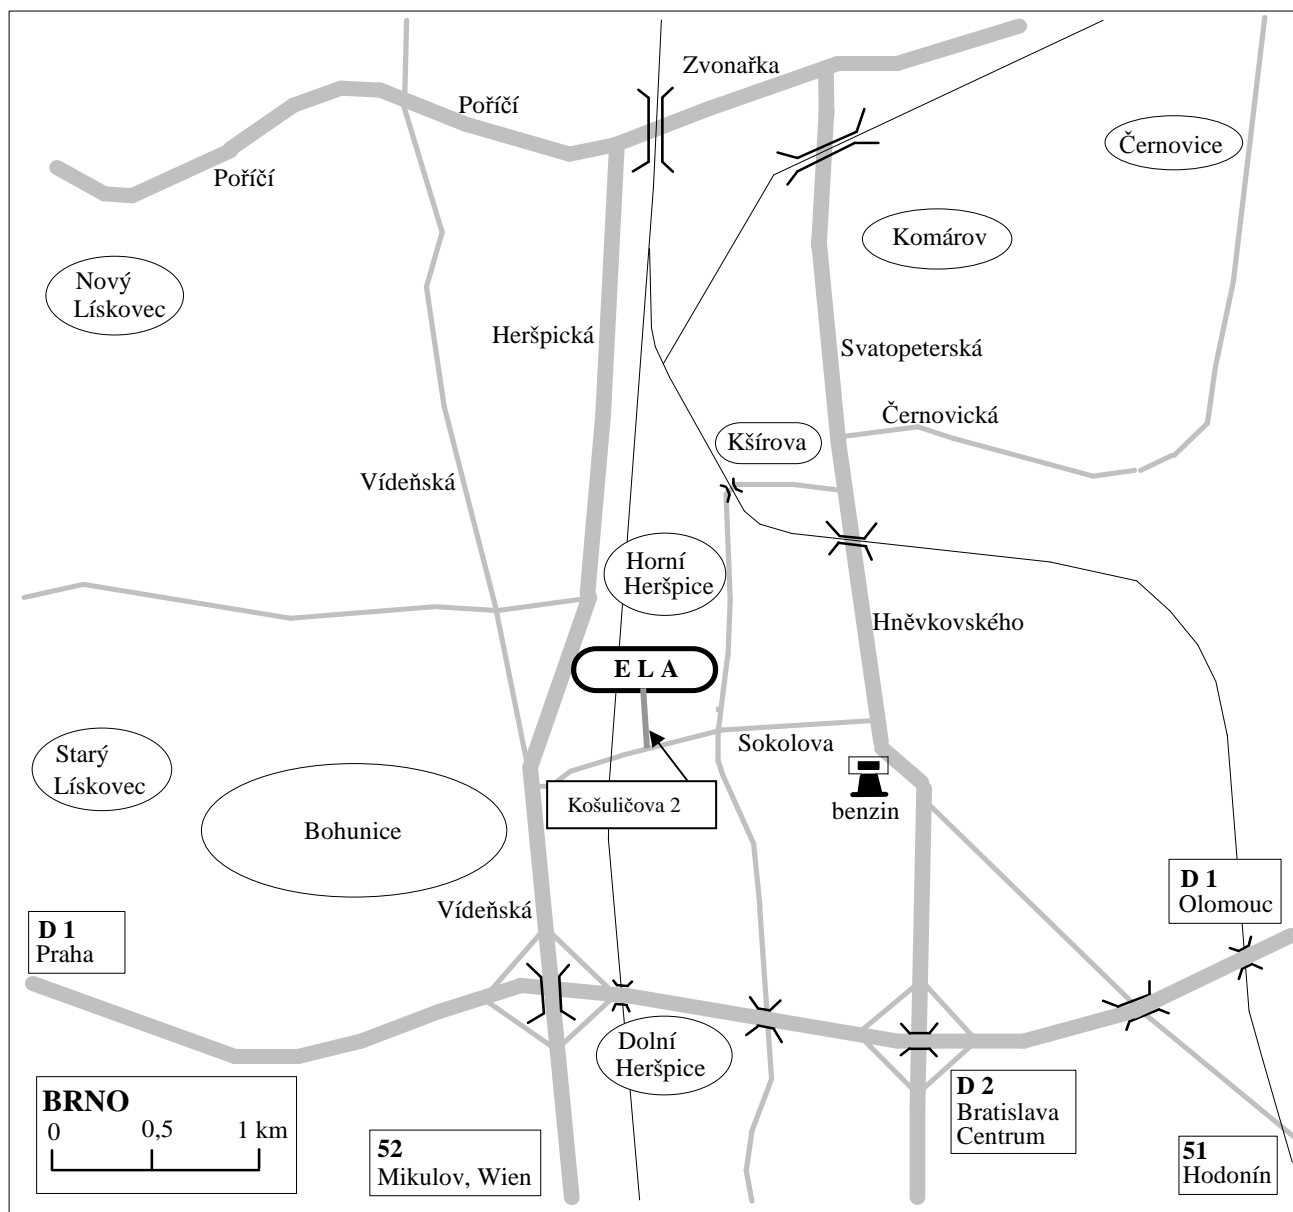 Zvonařka
Poříčí
Černovice
Poříčí
Komárov
Nový
Lískovec
Heršpická
Svatopeterská
Černovická
Kšírova
Vídeňská
Horní
Heršpice
Hněvkovského
E L A
Sokolova
Starý
Lískovec
Košuličova 2
benzin
Bohunice
D 1
Olomouc
Vídeňská
D 1
Praha
Dolní
Heršpice
D 2
Bratislava
Centrum
BRNO
0 0,5 1 km
52
Mikulov, Wien
51
Hodonín